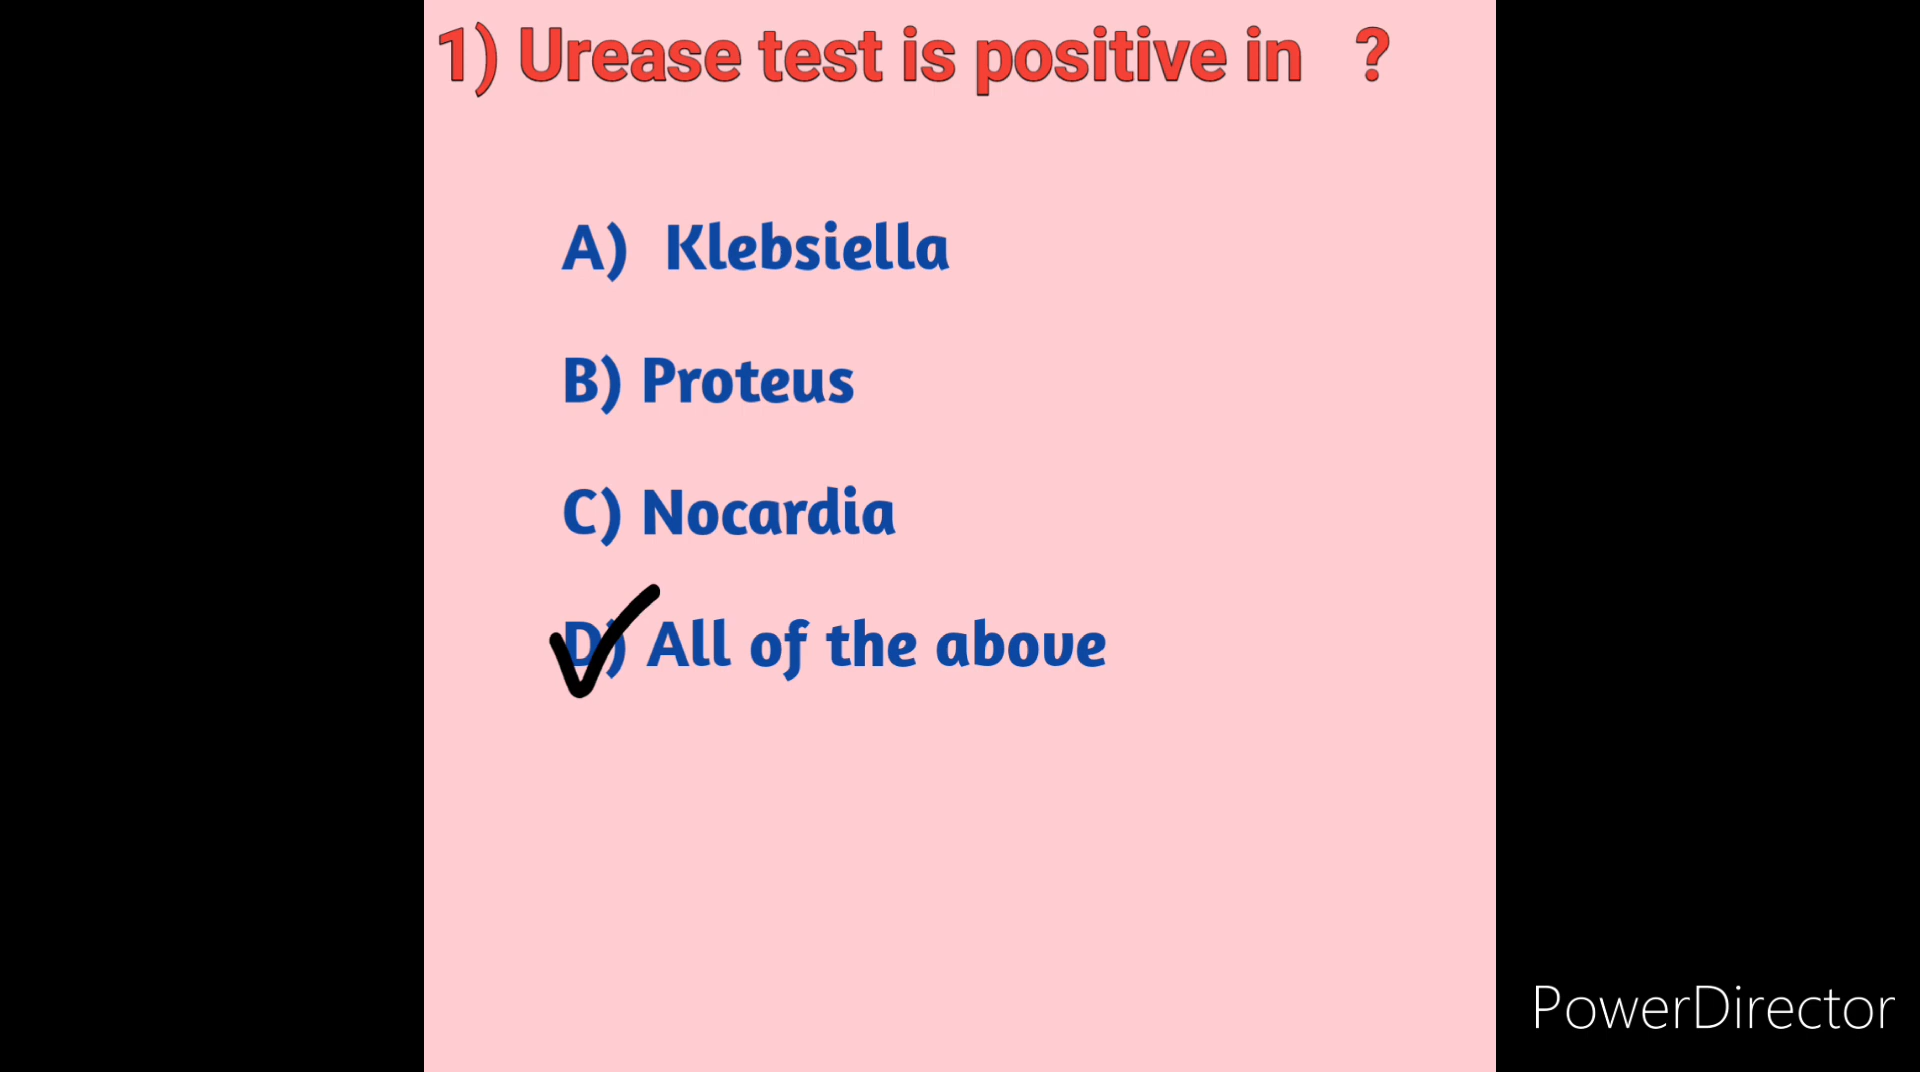 1) Urease test is positive in ?
A) Klebsiella
B) Proteus
C) Nocardia
D) All of the above
PowerDirector